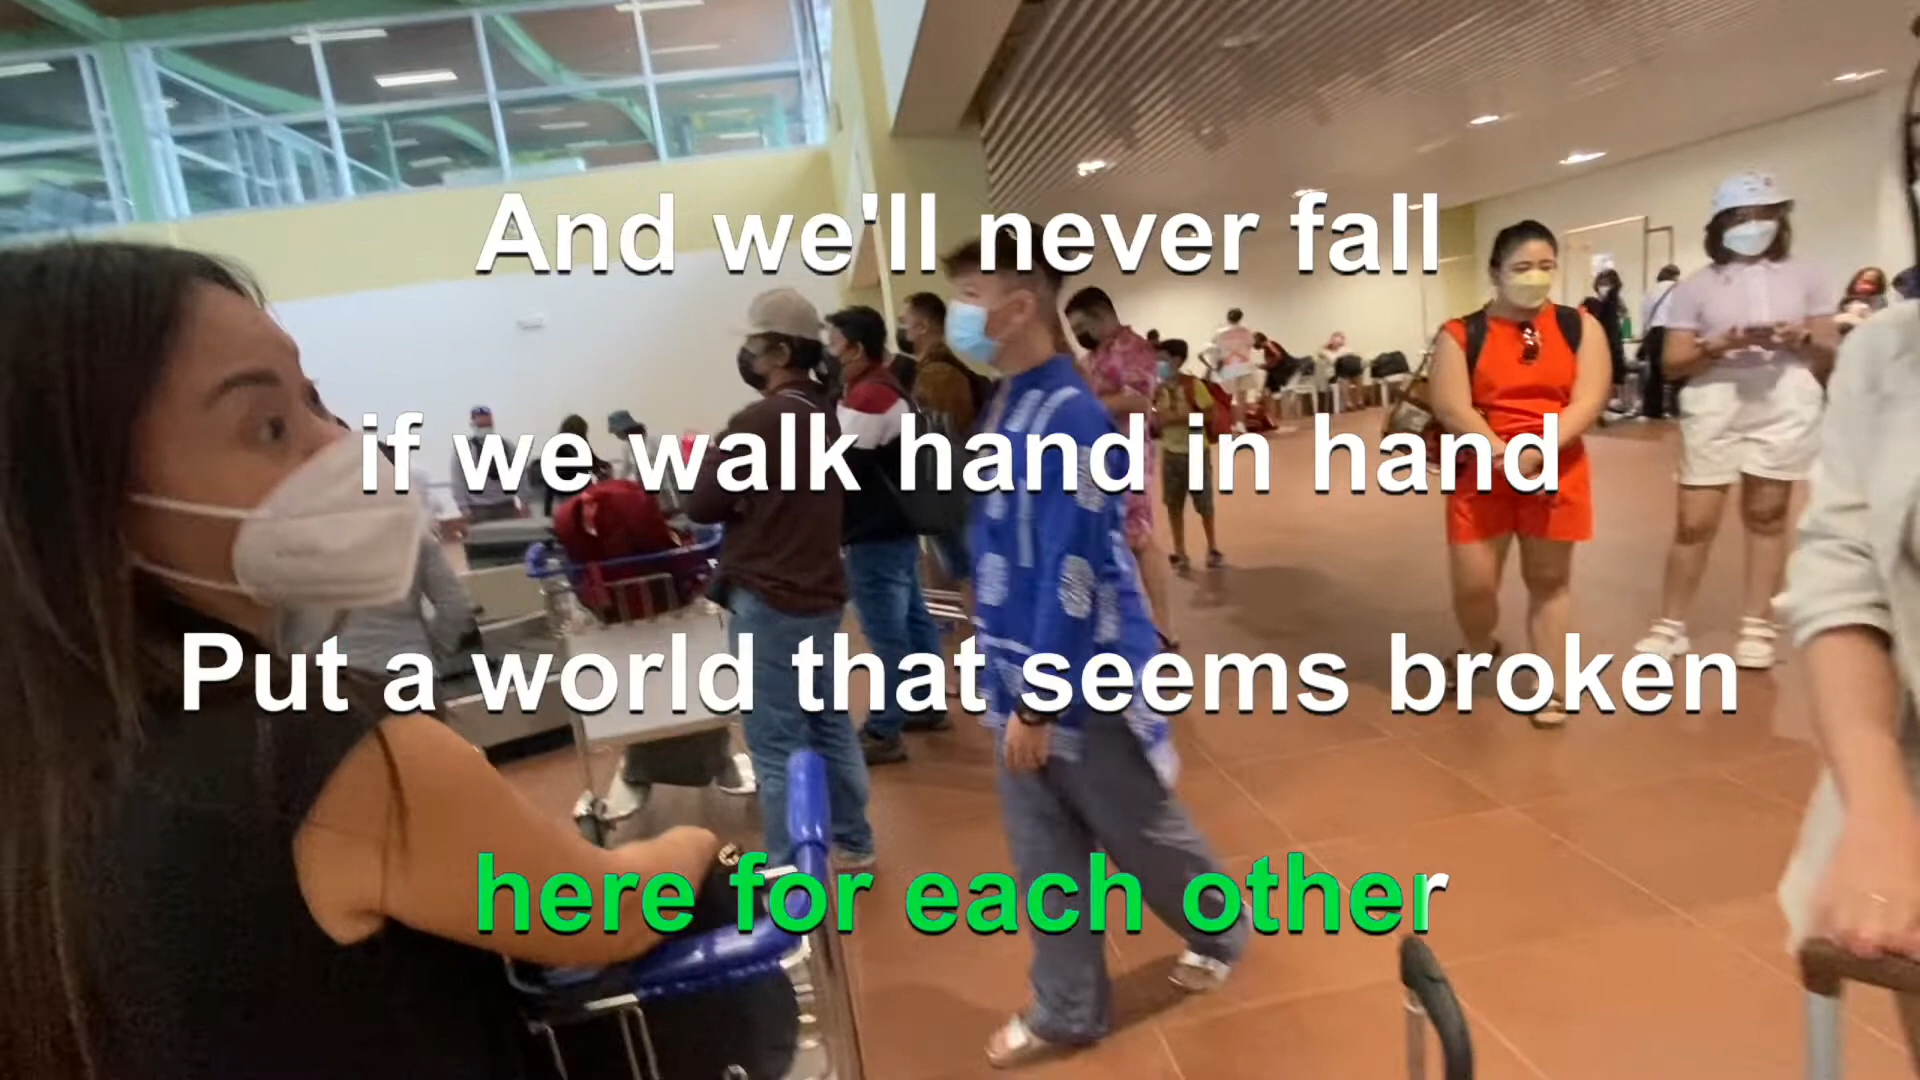 And we'll never fall
if we walk hand in hand
Put a world that seems broken
here for each other